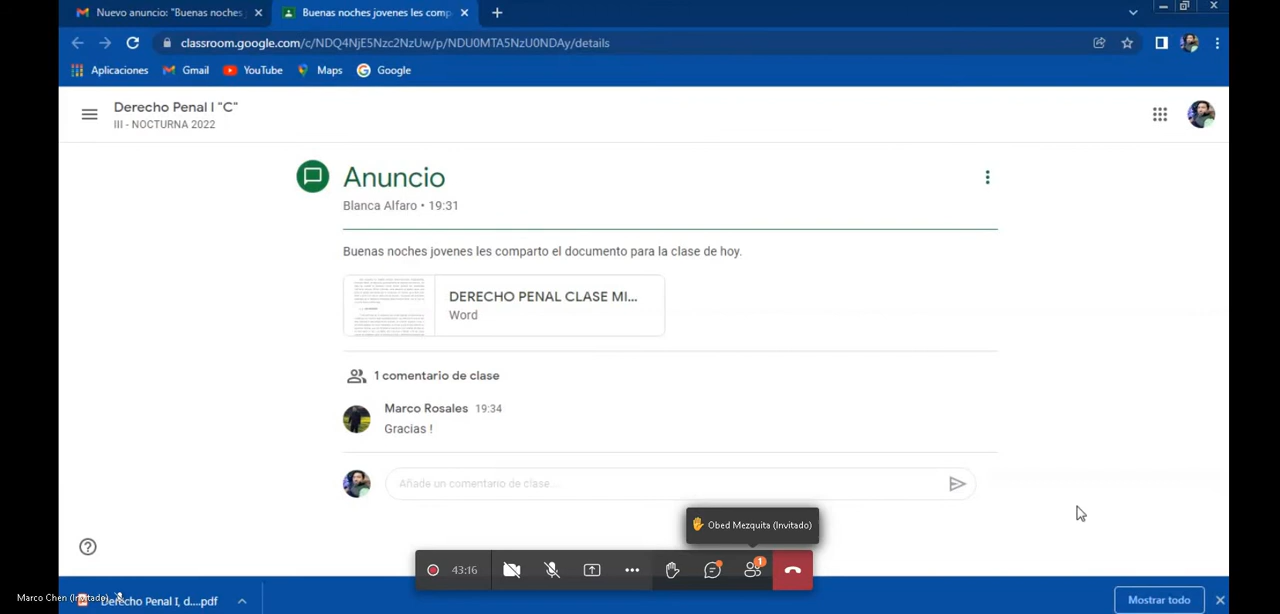 Nuevo anuncio: "Buenas noches
Buenas noches jovenes les comp
classroom.google.com/c/NDQ4NjE5Nzc2NzUw/p/NDU0MTA5NzU0NDAy/details
Aplicaciones Gmail YouTube Maps Google
Derecho Penal I "C"
III - NOCTURNA 2022
Anuncio
Blanca Alfaro • 19:31
Buenas noches jovenes les comparto el documento para la clase de hoy.
DERECHO PENAL CLASE MI...
Word
1 comentario de clase
Marco Rosales 19:34
Gracias !
Añade un comentario de clase...
Obed Mezquita (Invitado)
43:16
1
Marco Chen (Invitado)
Derecho Penal I, d....pdf
Mostrar todo